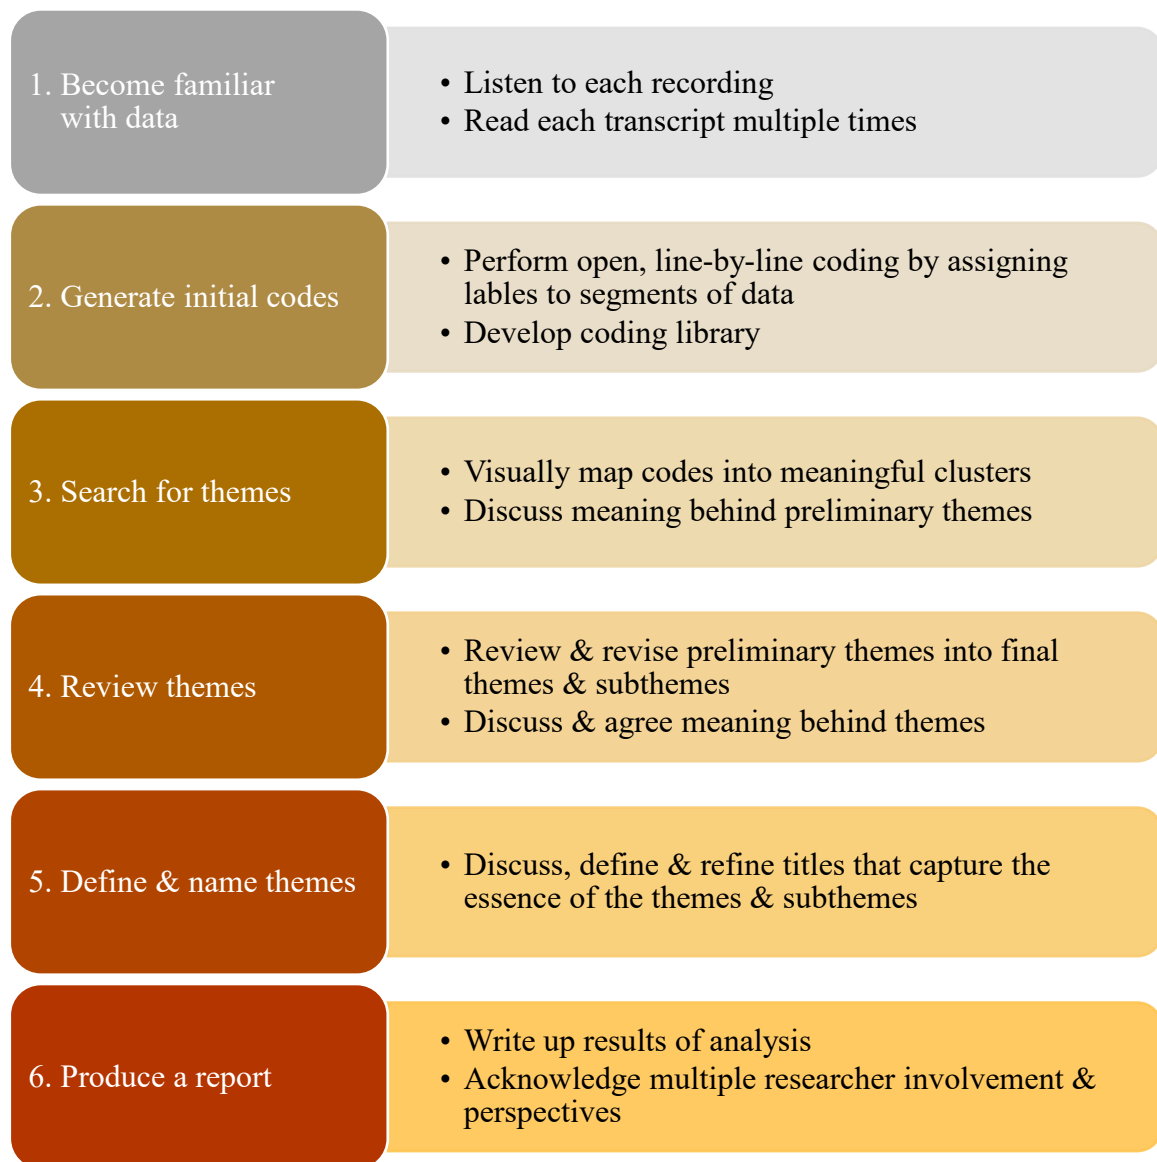 1. Become familiar
with data
• Listen to each recording
• Read each transcript multiple times
2. Generate initial codes
• Perform open, line-by-line coding by assigning
lables to segments of data
• Develop coding library
3. Search for themes
• Visually map codes into meaningful clusters
• Discuss meaning behind preliminary themes
4. Review themes
• Review & revise preliminary themes into final
themes & subthemes
• Discuss & agree meaning behind themes
5. Define & name themes
• Discuss, define & refine titles that capture the
essence of the themes & subthemes
6. Produce a report
• Write up results of analysis
• Acknowledge multiple researcher involvement &
perspectives